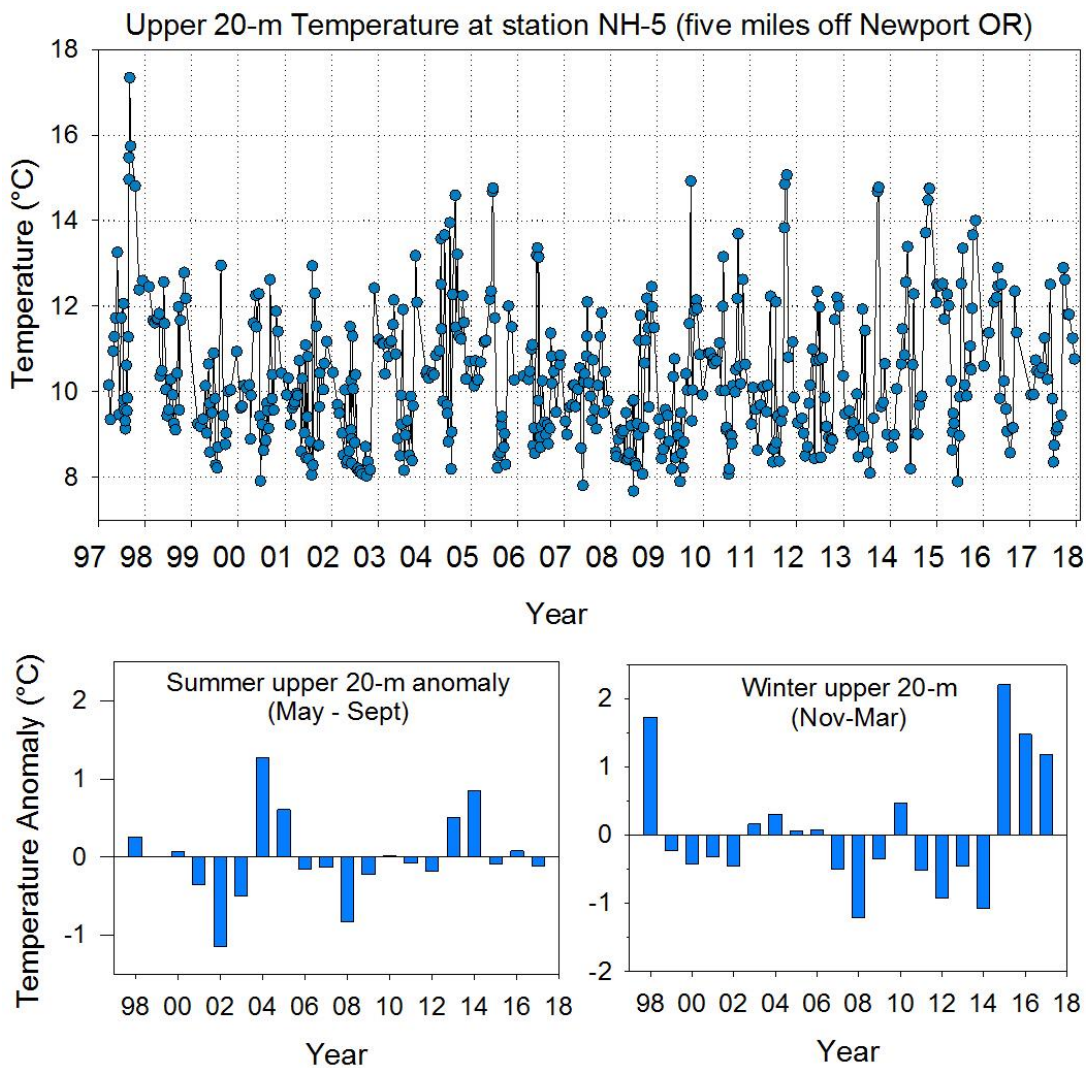 Upper 20-m Temperature at station NH-5 (five miles off Newport OR)
Temperature (°C)
18
16
14
12
10
8
97 98 99 00 01 02 03 04 05 06 07 08 09 10 11 12 13 14 15 16 17 18
Year
Temperature Anomaly (°C)
Summer upper 20-m anomaly
(May - Sept)
2
1
0
-1
98 00 02 04 06 08 10 12 14 16 18
Year
Winter upper 20-m
(Nov-Mar)
2
1
0
-1
-2
98 00 02 04 06 08 10 12 14 16 18
Year